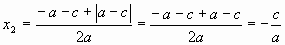 x₂ = (−a − c + |a − c|) / 2a = (−a − c + a − c) / 2a = −c/a